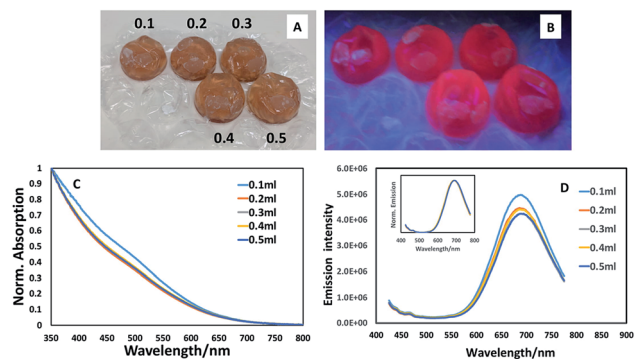 0.1 0.2 0.3 A
0.4 0.5
B
Norm. Absorption
1
0.9
0.8
0.7
0.6
0.5
0.4
0.3
0.2
0.1
0
C
0.1ml
0.2ml
0.3ml
0.4ml
0.5ml
350 400 450 500 550 600 650 700 750 800
Wavelength/nm
Emission intensity
6.0E+06
5.0E+06
4.0E+06
3.0E+06
2.0E+06
1.0E+06
0.0E+00
Norm. Emission
400 500 600 700 800
Wavelength/nm
D
0.1ml
0.2ml
0.3ml
0.4ml
0.5ml
400 450 500 550 600 650 700 750 800
Wavelength/nm